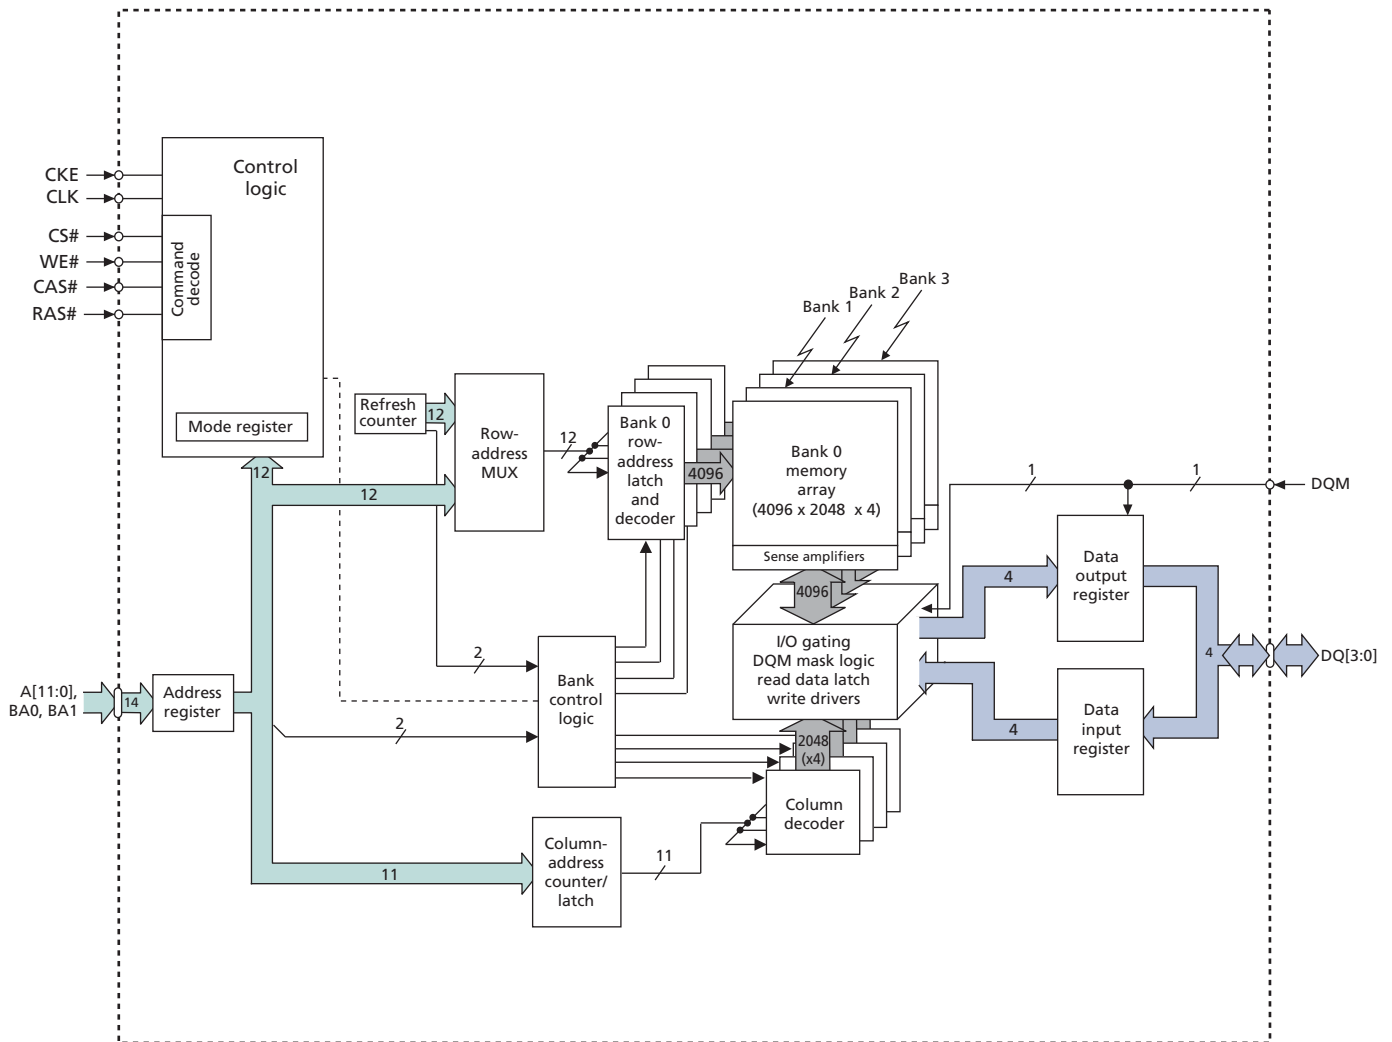 Control
logic
CKE
CLK
CS#
WE#
CAS#
RAS#
Command
decode
Mode register
Bank 3
Bank 2
Bank 1
Refresh
counter
12
Row-
address
MUX
12
Bank 0
row-
address
latch
and
decoder
4096
Bank 0
memory
array
(4096 x 2048 x 4)
Sense amplifiers
12
12
1
1
DQM
4096
4
Data
output
register
I/O gating
DQM mask logic
read data latch
write drivers
2
Bank
control
logic
4
DQ[3:0]
A[11:0],
BA0, BA1
14
Address
register
2
4
Data
input
register
2048
(x4)
Column
decoder
Column-
address
counter/
latch
11
11